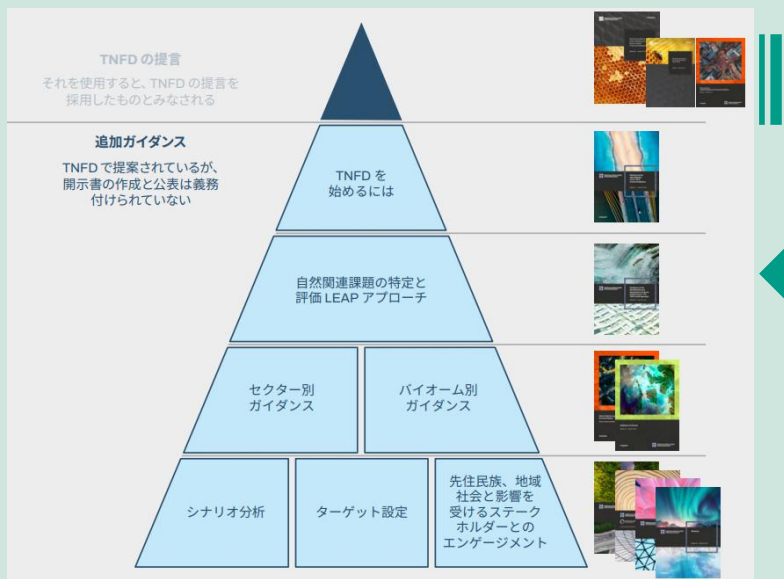 TNFD の提言
それを使用すると、TNFD の提言を
採用したものとみなされる
追加ガイダンス
TNFD で提案されているが、
開示書の作成と公表は義務
付けられていない
TNFD を
始めるには
自然関連課題の特定と
評価 LEAP アプローチ
セクター別
ガイダンス
バイオーム別
ガイダンス
シナリオ分析
ターゲット設定
先住民族、地域
社会と影響を
受けるステーク
ホルダーとの
エンゲージメント